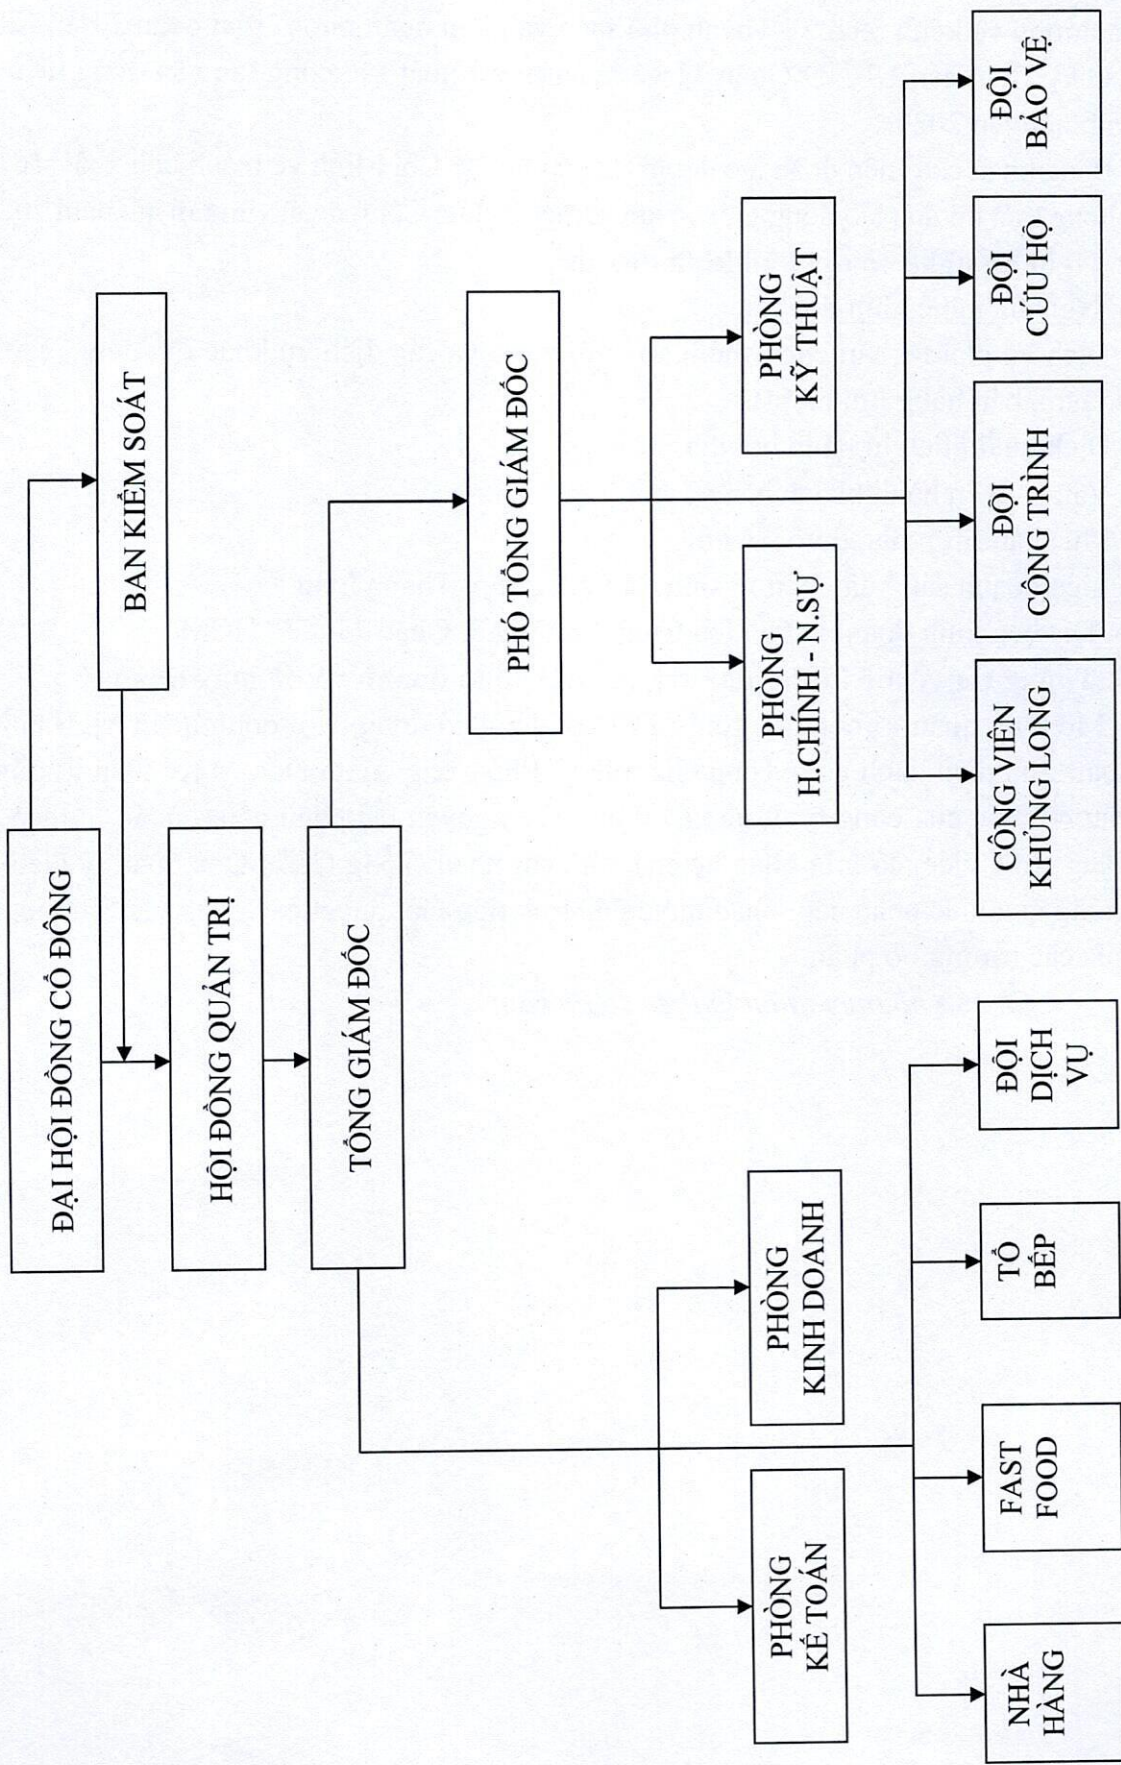 ĐẠI HỘI ĐỒNG CỔ ĐÔNG
BAN KIỂM SOÁT
HỘI ĐỒNG QUẢN TRỊ
TỔNG GIÁM ĐỐC
PHÓ TỔNG GIÁM ĐỐC
PHÒNG
KẾ TOÁN
PHÒNG
KINH DOANH
PHÒNG
H.CHÍNH - N.SỰ
PHÒNG
KỸ THUẬT
NHÀ
HÀNG
FAST
FOOD
TỔ
BẾP
ĐỘI
DỊCH
VỤ
CÔNG VIÊN
KHỦNG LONG
ĐỘI
CÔNG TRÌNH
ĐỘI
CỨU HỘ
ĐỘI
BẢO VỆ